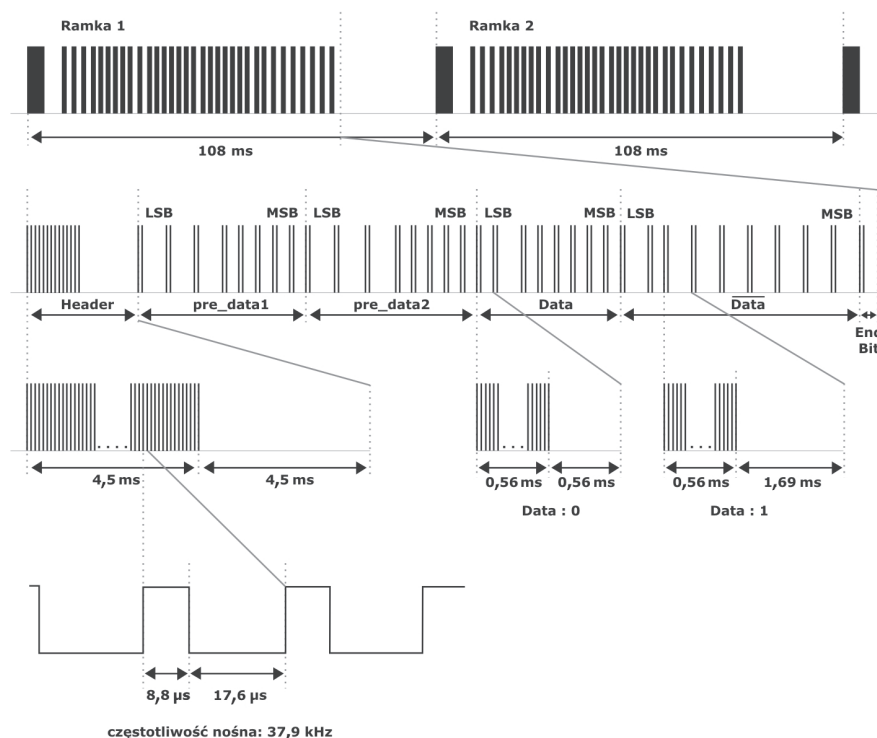 Ramka 1 Ramka 2
108 ms 108 ms
LSB MSB LSB MSB LSB MSB LSB MSB
Header pre_data1 pre_data2 Data Data
End
Bit
4,5 ms 4,5 ms 0,56 ms 0,56 ms 0,56 ms 1,69 ms
Data : 0 Data : 1
8,8 µs 17,6 µs
częstotliwość nośna: 37,9 kHz